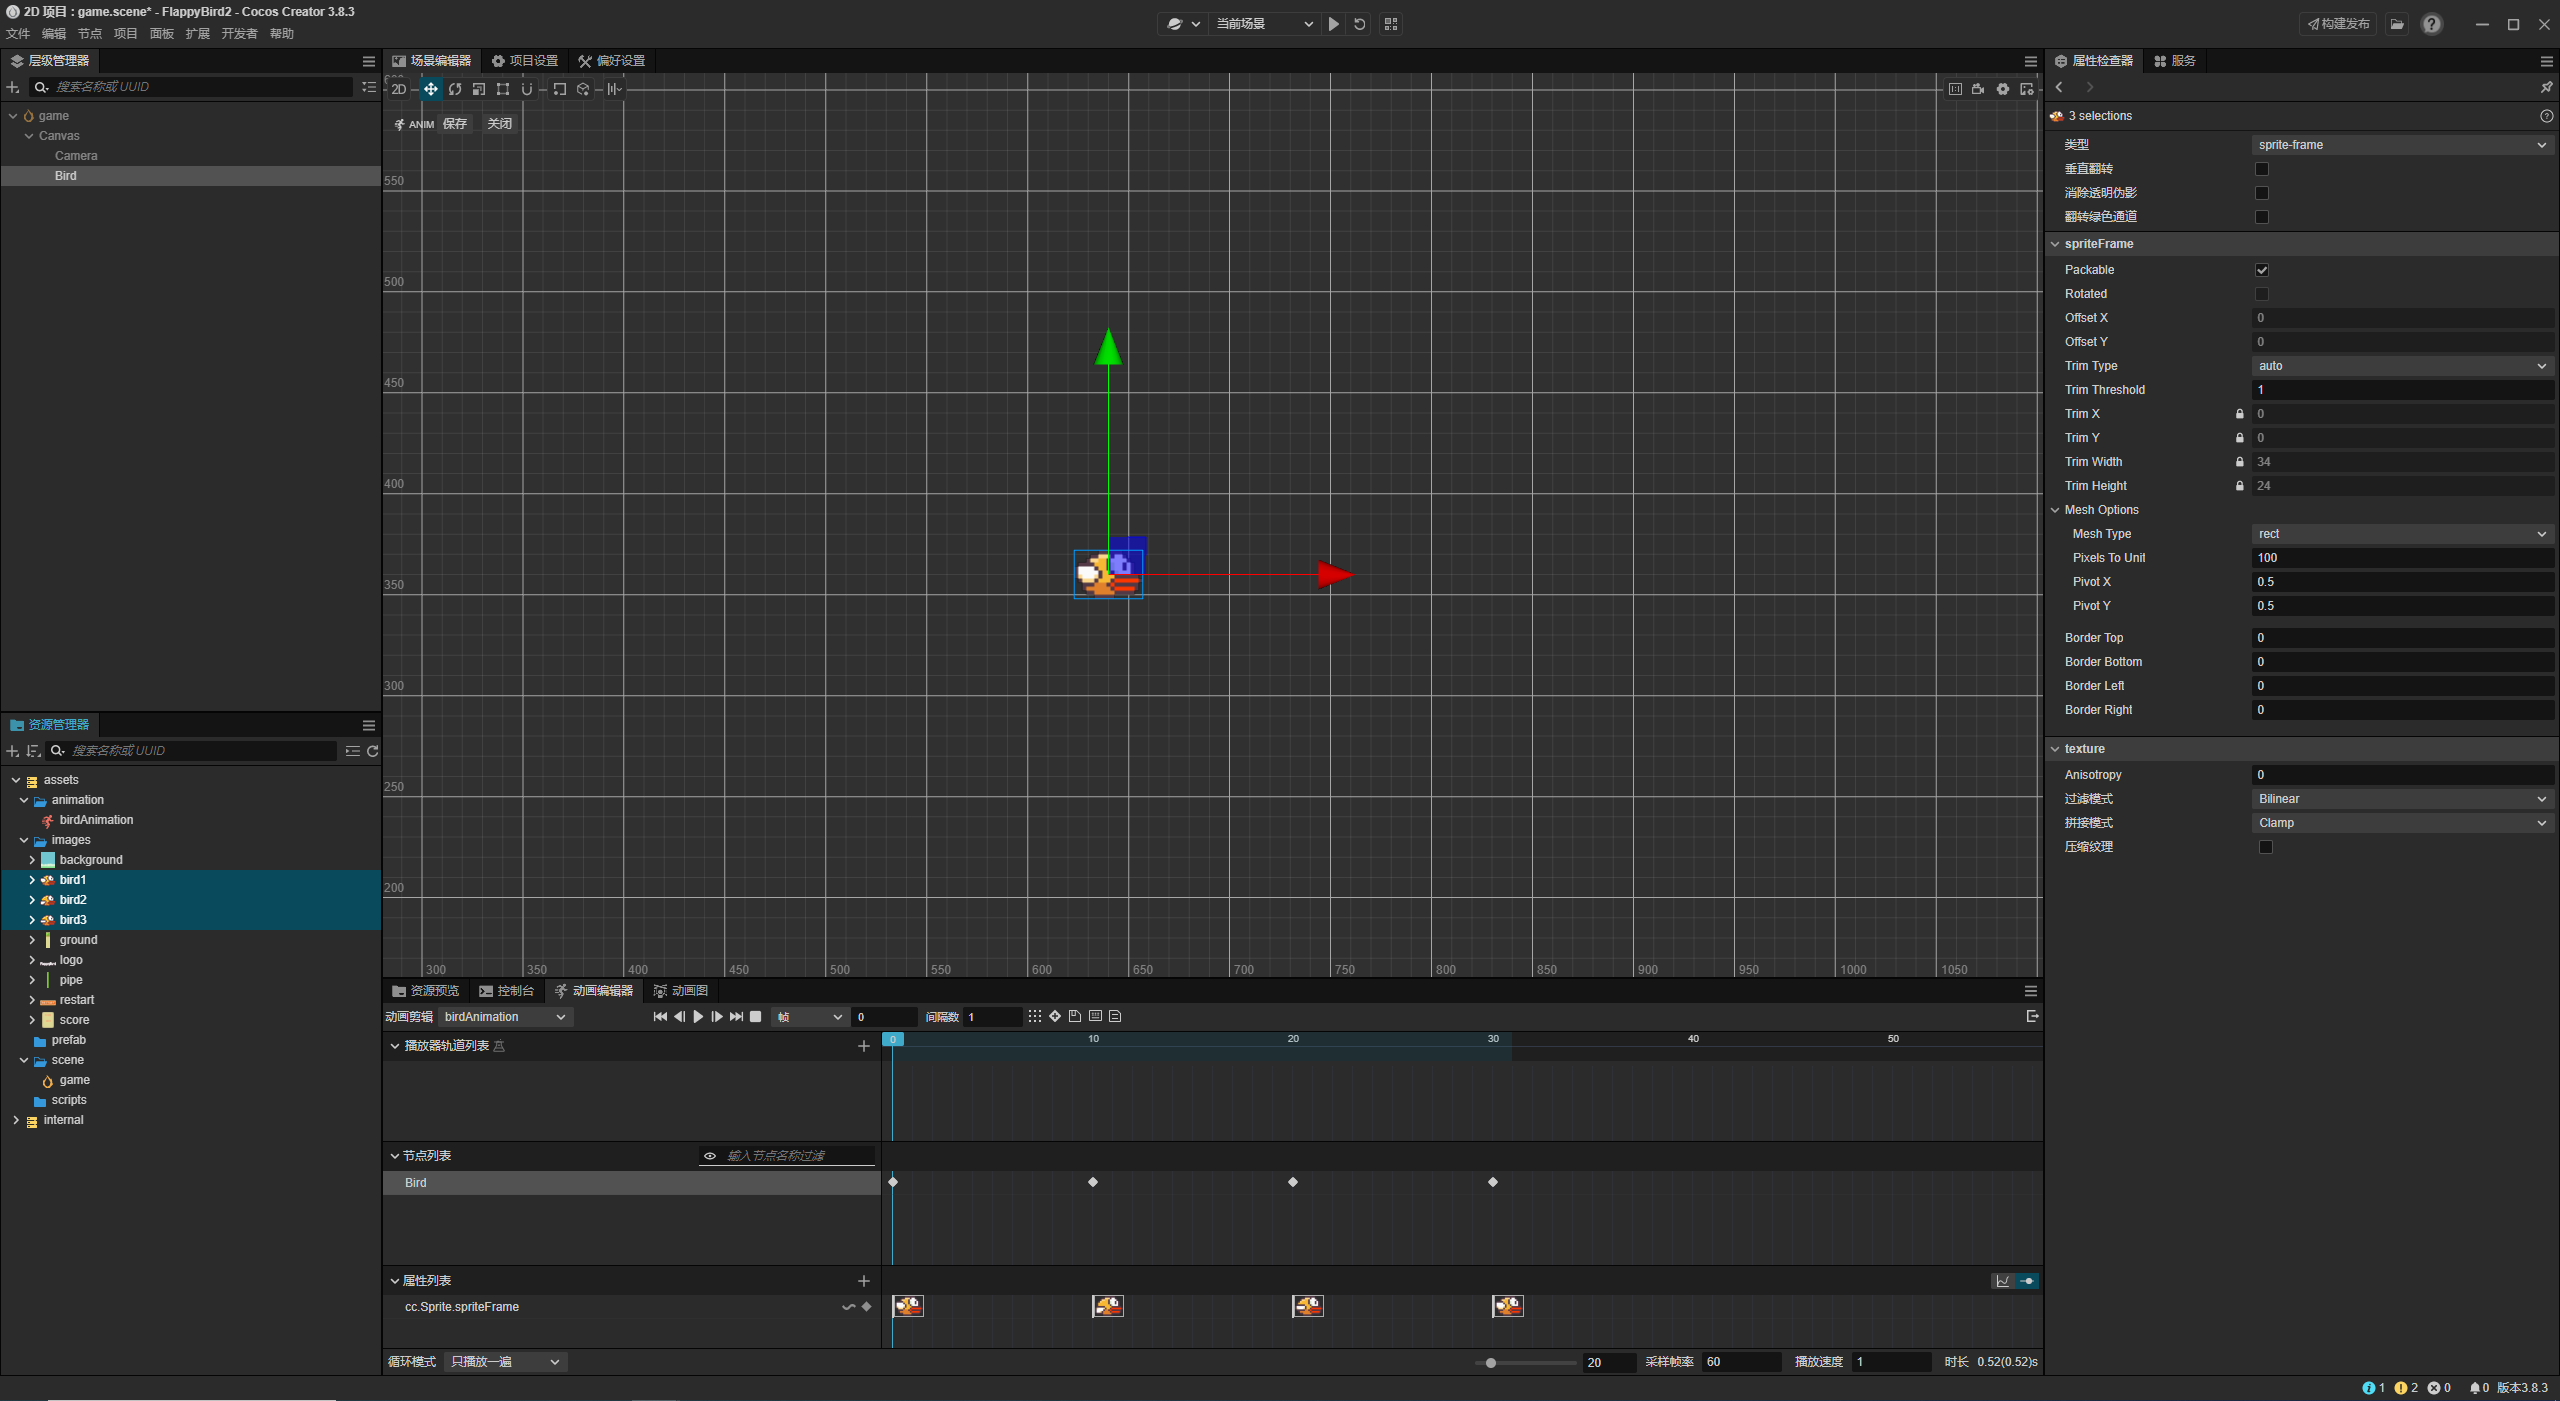 2D 项目 : game.scene* - FlappyBird2 - Cocos Creator 3.8.3
文件 编辑 节点 项目 面板 扩展 开发者 帮助
当前场景
构建发布
层级管理器
搜索名称或 UUID
game
Canvas
Camera
Bird
资源管理器
搜索名称或 UUID
assets
animation
birdAnimation
images
background
bird1
bird2
bird3
ground
logo
pipe
restart
score
prefab
scene
game
scripts
internal
场景编辑器 项目设置 偏好设置
2D
ANIM 保存 关闭
550
500
450
400
350
300
250
200
300 350 400 450 500 550 600 650 700 750 800 850 900 950 1000 1050
资源预览 控制台 动画编辑器 动画图
动画剪辑 birdAnimation 帧 0 间隔数 1
播放器轨道列表
0 10 20 30 40 50
节点列表 输入节点名称过滤
Bird
属性列表
cc.Sprite.spriteFrame
循环模式 只播放一遍 20 采样帧率 60 播放速度 1 时长 0.52(0.52)s
属性检查器 服务
3 selections
类型 sprite-frame
垂直翻转
消除透明伪影
翻转绿色通道
spriteFrame
Packable
Rotated
Offset X 0
Offset Y 0
Trim Type auto
Trim Threshold 1
Trim X 0
Trim Y 0
Trim Width 34
Trim Height 24
Mesh Options
Mesh Type rect
Pixels To Unit 100
Pivot X 0.5
Pivot Y 0.5
Border Top 0
Border Bottom 0
Border Left 0
Border Right 0
texture
Anisotropy 0
过滤模式 Bilinear
拼接模式 Clamp
压缩纹理
1 2 0 0 版本3.8.3